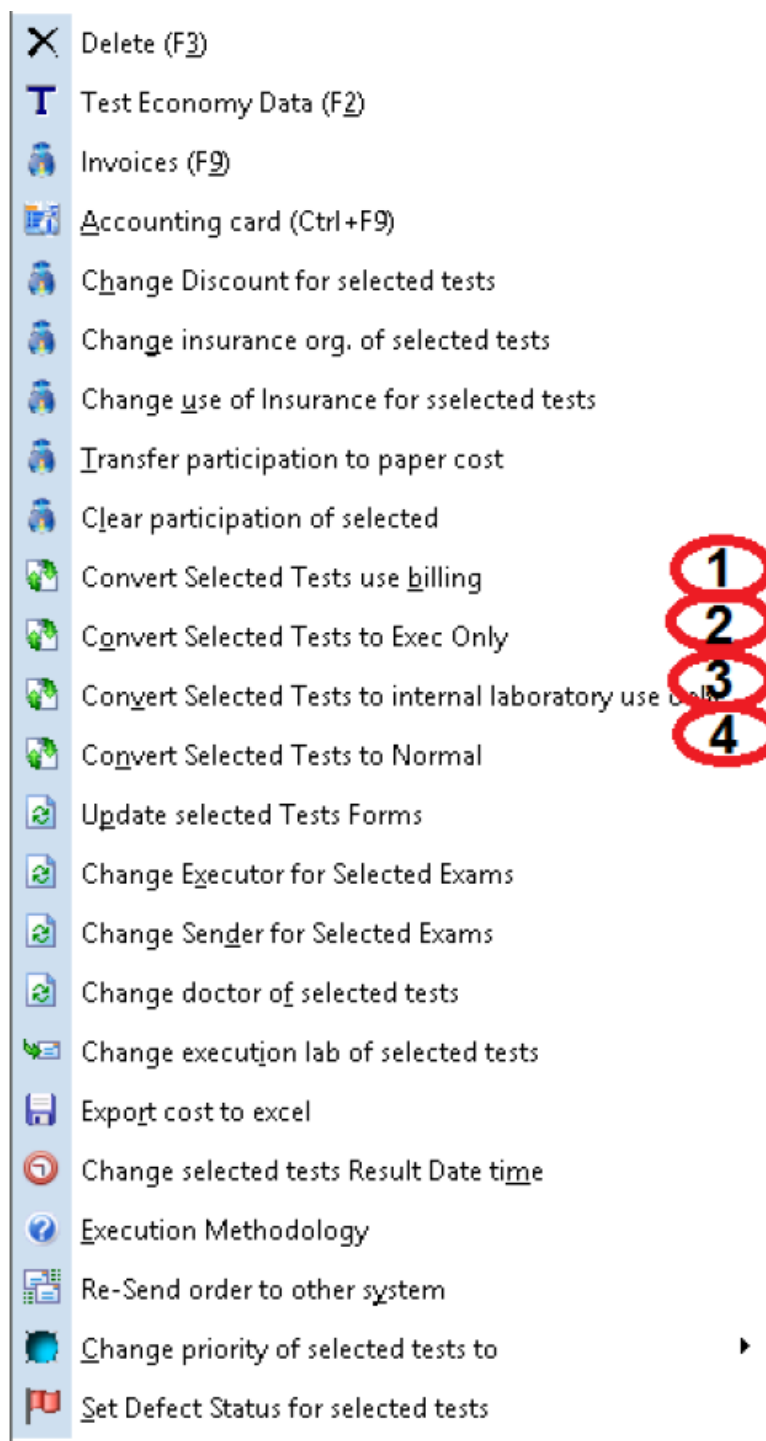 Delete (F3)
T Test Economy Data (F2)
Invoices (F9)
Accounting card (Ctrl+F9)
Change Discount for selected tests
Change insurance org. of selected tests
Change use of Insurance for sselected tests
Transfer participation to paper cost
Clear participation of selected
Convert Selected Tests use billing 1
Convert Selected Tests to Exec Only 2
Convert Selected Tests to internal laboratory use only 3
Convert Selected Tests to Normal 4
Update selected Tests Forms
Change Executor for Selected Exams
Change Sender for Selected Exams
Change doctor of selected tests
Change execution lab of selected tests
Export cost to excel
Change selected tests Result Date time
Execution Methodology
Re-Send order to other system
Change priority of selected tests to
Set Defect Status for selected tests